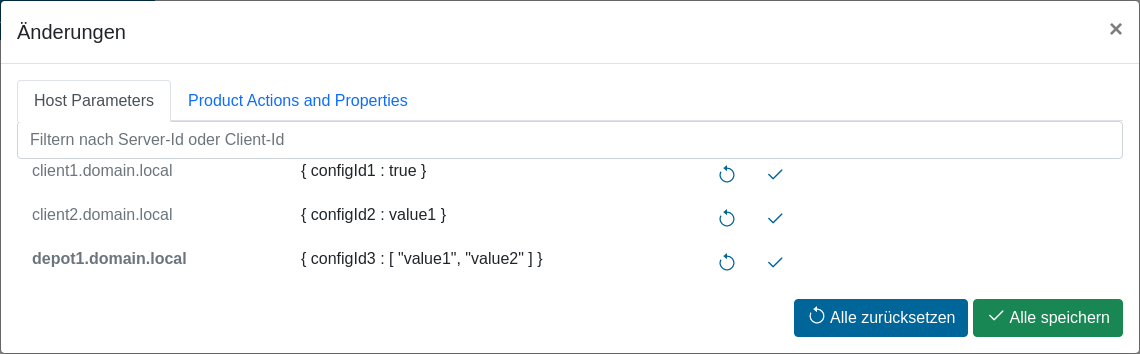 Änderungen ×
Host Parameters Product Actions and Properties
Filtern nach Server-Id oder Client-Id
client1.domain.local { configId1 : true }
client2.domain.local { configId2 : value1 }
depot1.domain.local { configId3 : [ "value1", "value2" ] }
Alle zurücksetzen Alle speichern